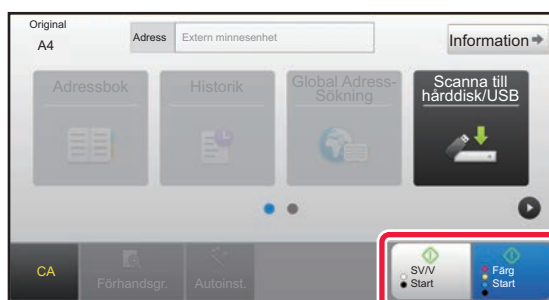 Original
A4
Adress
Extern minnesenhet
Information
Adressbok
Historik
Global Adress-
Sökning
Scanna till
hårddisk/USB
CA
Förhandsgr.
Autoinst.
SV/V
Start
Färg
Start